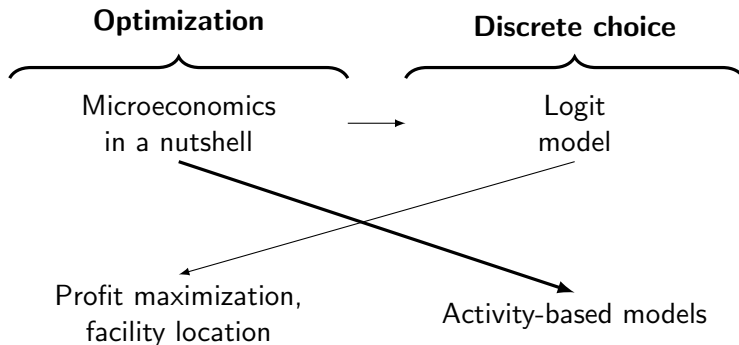 Optimization
Discrete choice
Microeconomics
in a nutshell
Logit
model
Profit maximization,
facility location
Activity-based models